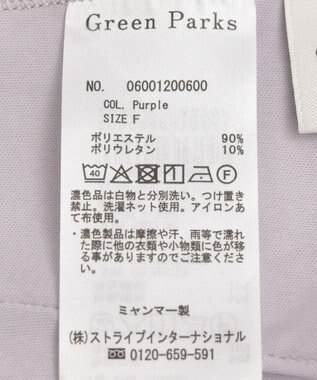 Green Parks
NO. 06001200600
COL. Purple
SIZE F
ポリエステル 90%
ポリウレタン 10%
40
F
濃色品は白物と分別洗い。つけ置き
禁止。洗濯ネット使用。アイロンあ
て布使用。
・濃色製品は摩擦や汗、雨等で濡れ
た際に他の衣類や小物類に色が移
る事がありますのでご注意くださ
い。
ミャンマー製
(株)ストライプインターナショナル
0120-659-591